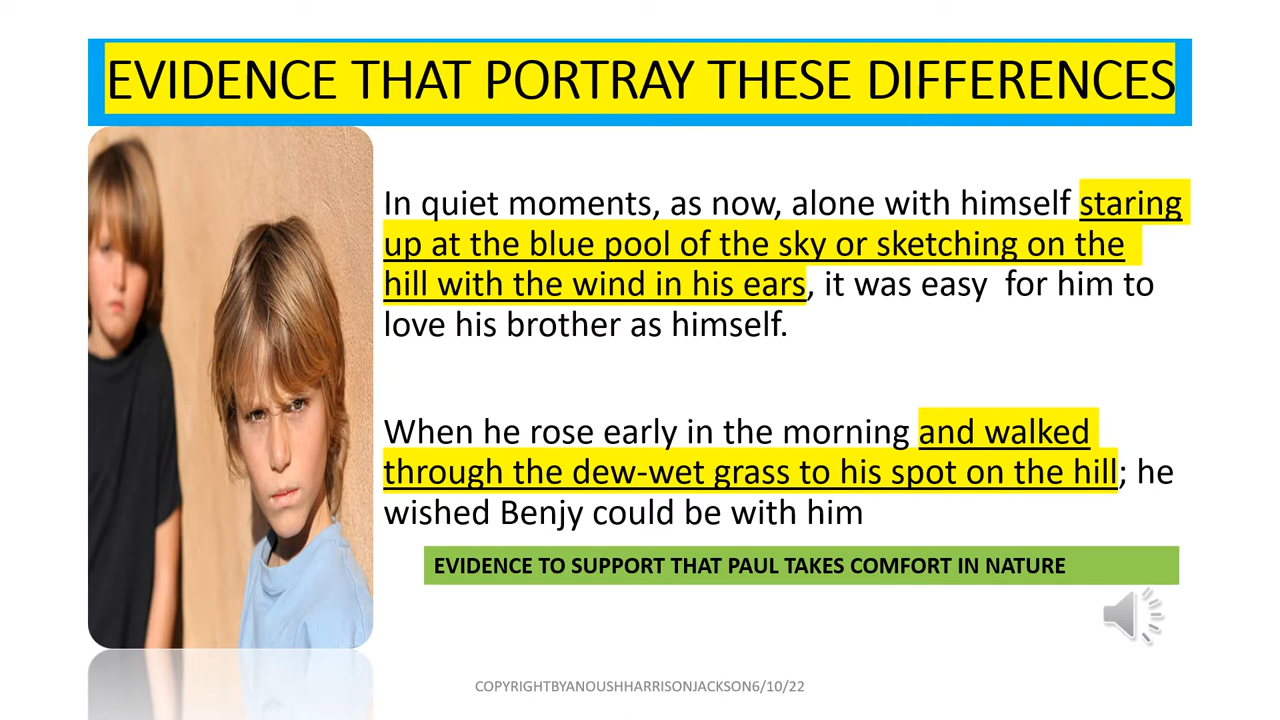 EVIDENCE THAT PORTRAY THESE DIFFERENCES
In quiet moments, as now, alone with himself staring
up at the blue pool of the sky or sketching on the
hill with the wind in his ears, it was easy  for him to
love his brother as himself.
When he rose early in the morning and walked
through the dew-wet grass to his spot on the hill; he
wished Benjy could be with him
EVIDENCE TO SUPPORT THAT PAUL TAKES COMFORT IN NATURE
COPYRIGHTBYANOUSHHARRISONJACKSON6/10/22